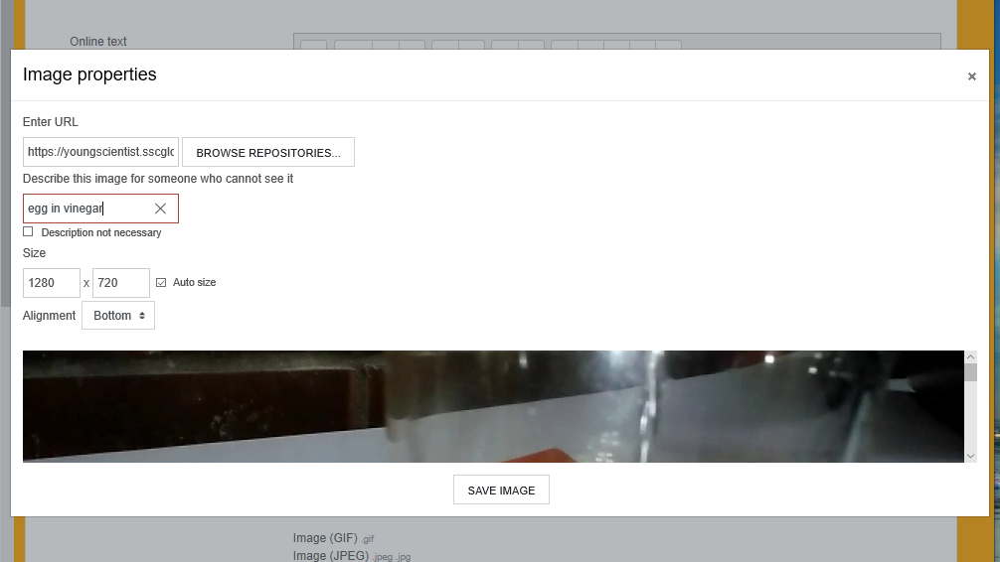 Online text
Image properties
×
Enter URL
https://youngscientist.sscglo
BROWSE REPOSITORIES...
Describe this image for someone who cannot see it
egg in vinegar
Description not necessary
Size
1280 x 720 Auto size
Alignment Bottom
SAVE IMAGE
Image (GIF) .gif
Image (JPEG) .jpeg .jpg